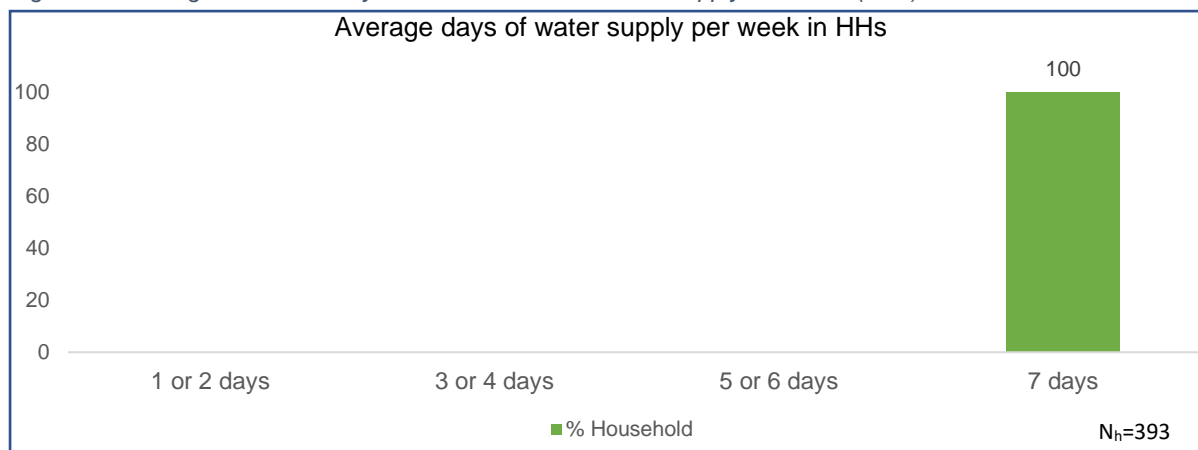 Average days of water supply per week in HHs
100
100
80
60
40
20
0
1 or 2 days 3 or 4 days 5 or 6 days 7 days
% Household
Nₕ=393